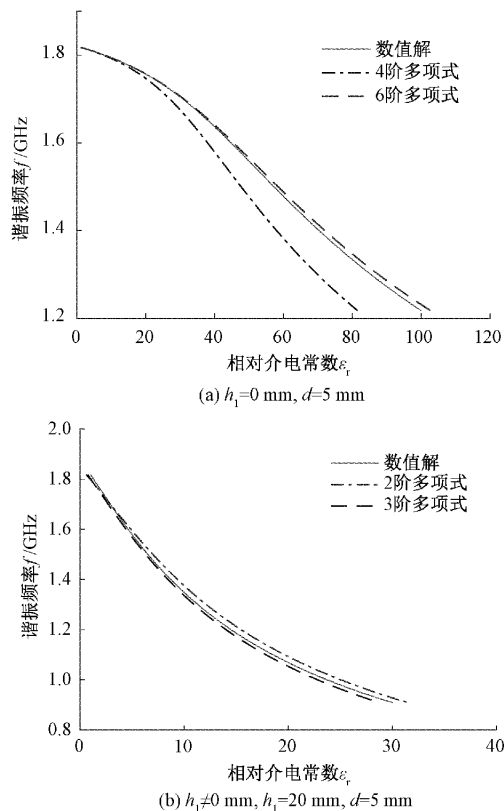 1.8
1.6
1.4
1.2
谐振频率f/GHz
数值解
4阶多项式
6阶多项式
0 20 40 60 80 100 120
相对介电常数εr
(a) h1=0 mm, d=5 mm
2.0
1.8
1.6
1.4
1.2
1.0
0.8
谐振频率f/GHz
数值解
2阶多项式
3阶多项式
0 10 20 30 40
相对介电常数εr
(b) h1≠0 mm, h1=20 mm, d=5 mm